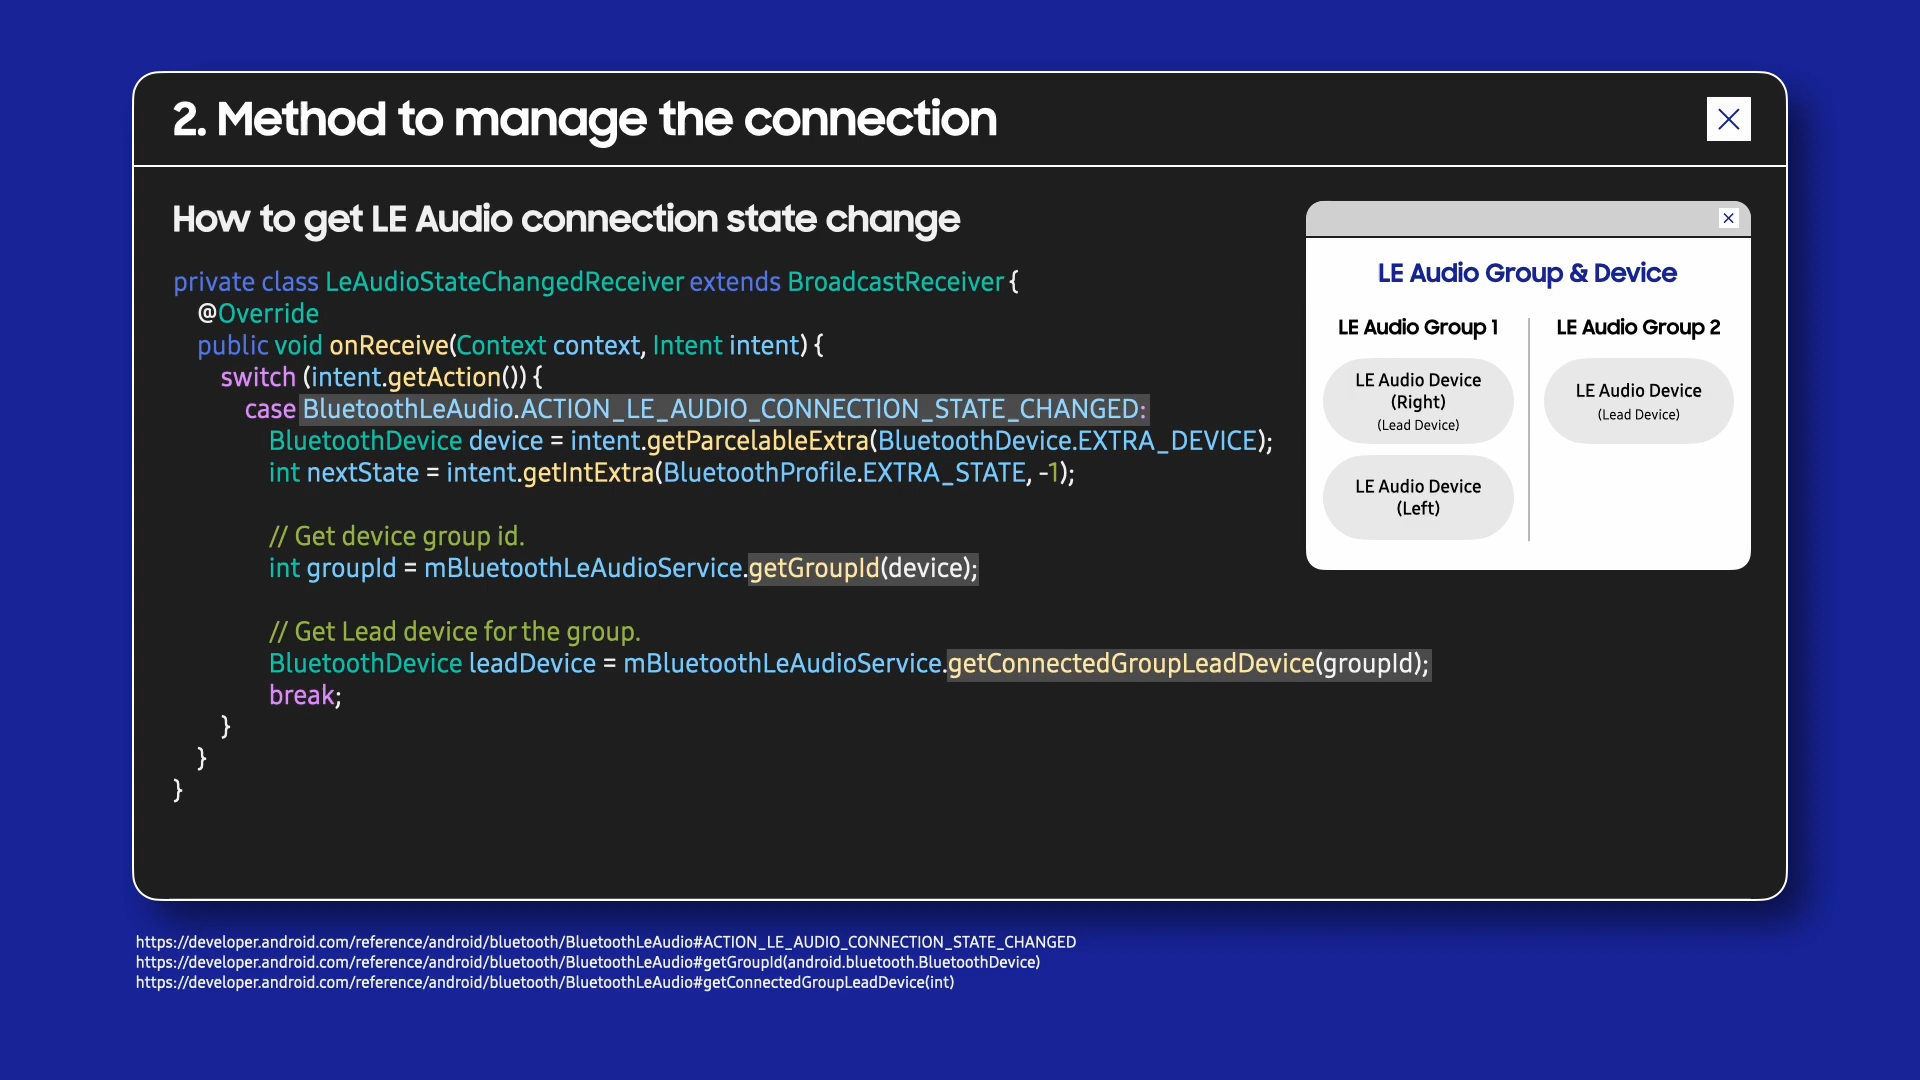 2. Method to manage the connection
How to get LE Audio connection state change
private class LeAudioStateChangedReceiver extends BroadcastReceiver {
@Override
public void onReceive(Context context, Intent intent) {
switch (intent.getAction()) {
case BluetoothLeAudio.ACTION_LE_AUDIO_CONNECTION_STATE_CHANGED:
BluetoothDevice device = intent.getParcelableExtra(BluetoothDevice.EXTRA_DEVICE);
int nextState = intent.getIntExtra(BluetoothProfile.EXTRA_STATE, -1);
// Get device group id.
int groupId = mBluetoothLeAudioService.getGroupId(device);
// Get Lead device for the group.
BluetoothDevice leadDevice = mBluetoothLeAudioService.getConnectedGroupLeadDevice(groupId);
break;
}
}
}
LE Audio Group & Device
LE Audio Group 1
LE Audio Device
(Right)
(Lead Device)
LE Audio Device
(Left)
LE Audio Group 2
LE Audio Device
(Lead Device)
https://developer.android.com/reference/android/bluetooth/BluetoothLeAudio#ACTION_LE_AUDIO_CONNECTION_STATE_CHANGED
https://developer.android.com/reference/android/bluetooth/BluetoothLeAudio#getGroupId(android.bluetooth.BluetoothDevice)
https://developer.android.com/reference/android/bluetooth/BluetoothLeAudio#getConnectedGroupLeadDevice(int)